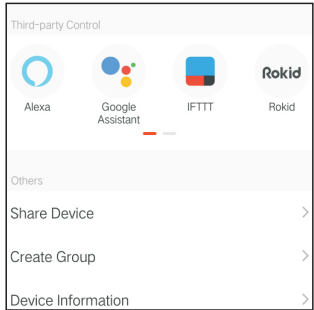 Third-party Control
Rokid
Alexa Google Assistant IFTTT Rokid
Others
Share Device
Create Group
Device Information